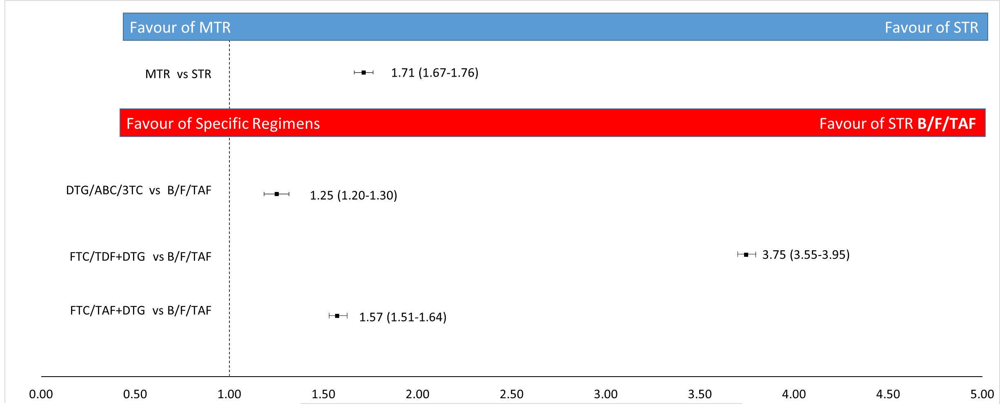 Favour of MTR Favour of STR
MTR vs STR 1.71 (1.67-1.76)
Favour of Specific Regimens Favour of STR B/F/TAF
DTG/ABC/3TC vs B/F/TAF 1.25 (1.20-1.30)
FTC/TDF+DTG vs B/F/TAF 3.75 (3.55-3.95)
FTC/TAF+DTG vs B/F/TAF 1.57 (1.51-1.64)
0.00 0.50 1.00 1.50 2.00 2.50 3.00 3.50 4.00 4.50 5.00